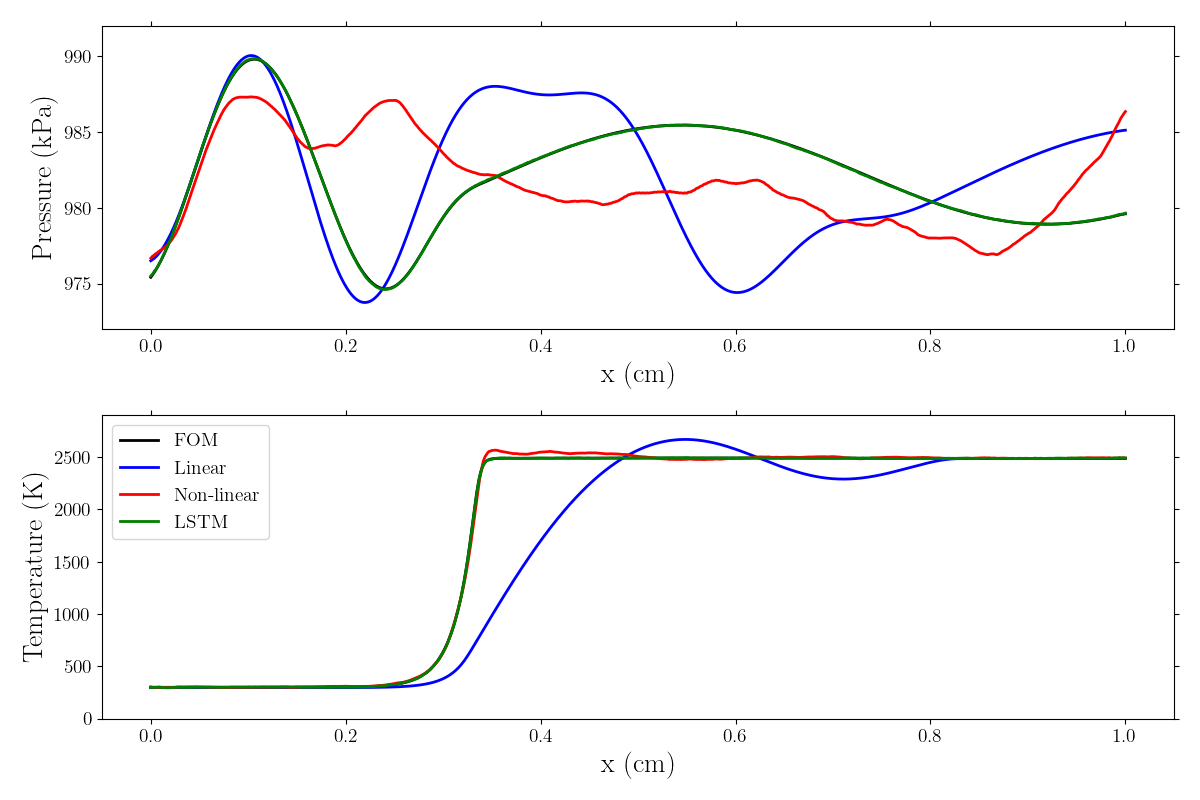 990
985
980
975
Pressure (kPa)
0.0 0.2 0.4 0.6 0.8 1.0
x (cm)
2500
2000
1500
1000
500
0
Temperature (K)
FOM
Linear
Non-linear
LSTM
0.0 0.2 0.4 0.6 0.8 1.0
x (cm)